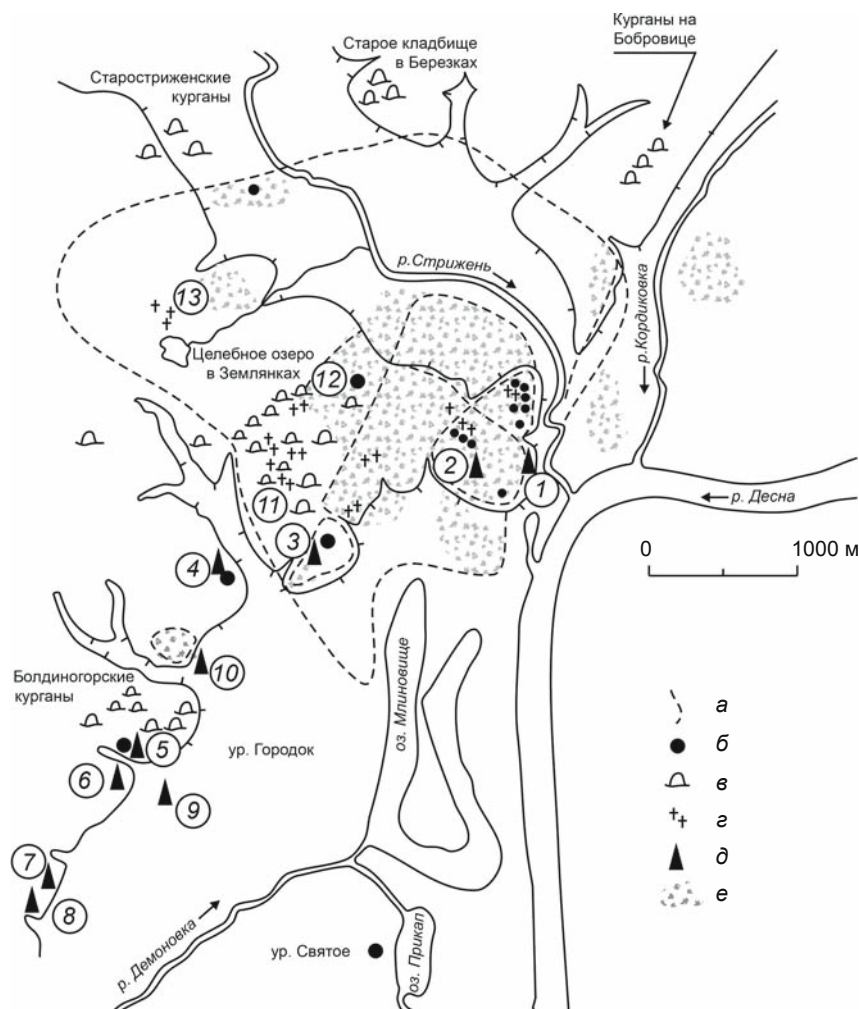 Курганы на
Бобровице
Старое кладбище
в Березках
Старостриженские
курганы
р.Стрижень
р.Кордиковка
13
Целебное озеро
в Землянках
12
2
1
р. Десна
11
3
0 1000 м
4
10
Болдиногорские
курганы
оз. Млиновище
5
ур. Городок
6
9
7
8
р. Демоновка
ур. Святое
оз. Прикап
а
б
в
г
д
е